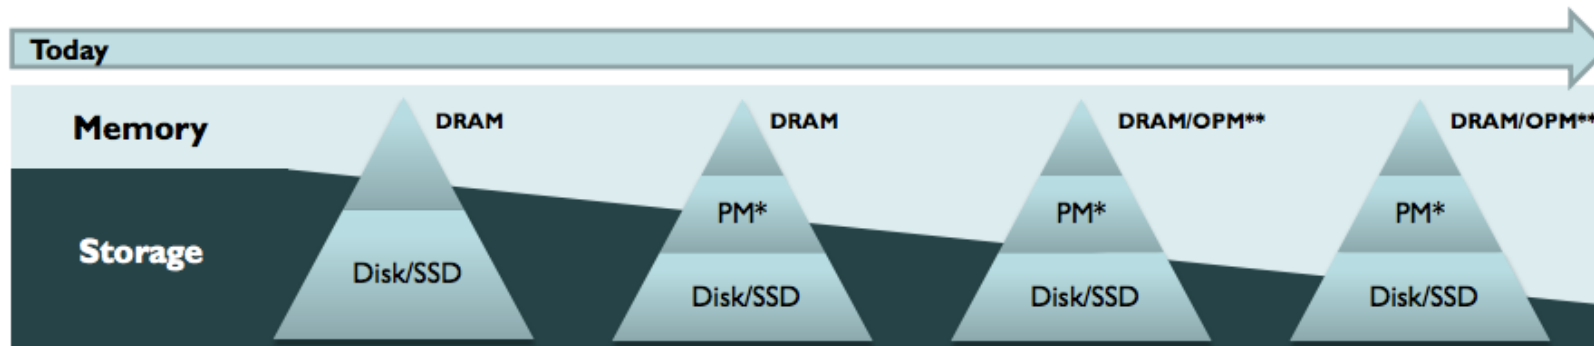 Today
Memory
DRAM
DRAM
DRAM/OPM**
DRAM/OPM**
Storage
Disk/SSD
PM*
Disk/SSD
PM*
Disk/SSD
PM*
Disk/SSD